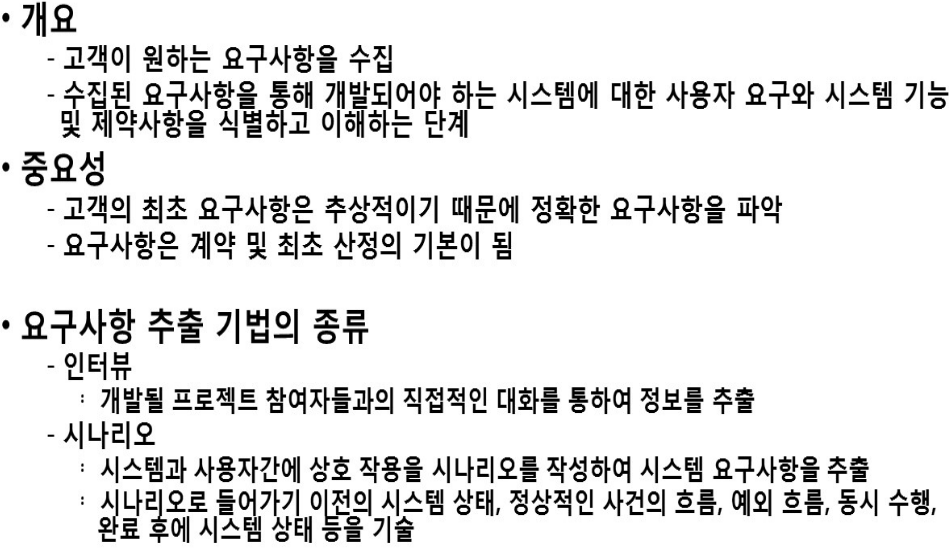 • 개요
- 고객이 원하는 요구사항을 수집
- 수집된 요구사항을 통해 개발되어야 하는 시스템에 대한 사용자 요구와 시스템 기능
및 제약사항을 식별하고 이해하는 단계
• 중요성
- 고객의 최초 요구사항은 추상적이기 때문에 정확한 요구사항을 파악
- 요구사항은 계약 및 최초 산정의 기본이 됨
• 요구사항 추출 기법의 종류
- 인터뷰
: 개발될 프로젝트 참여자들과의 직접적인 대화를 통하여 정보를 추출
- 시나리오
: 시스템과 사용자간에 상호 작용을 시나리오를 작성하여 시스템 요구사항을 추출
: 시나리오로 들어가기 이전의 시스템 상태, 정상적인 사건의 흐름, 예외 흐름, 동시 수행,
완료 후에 시스템 상태 등을 기술